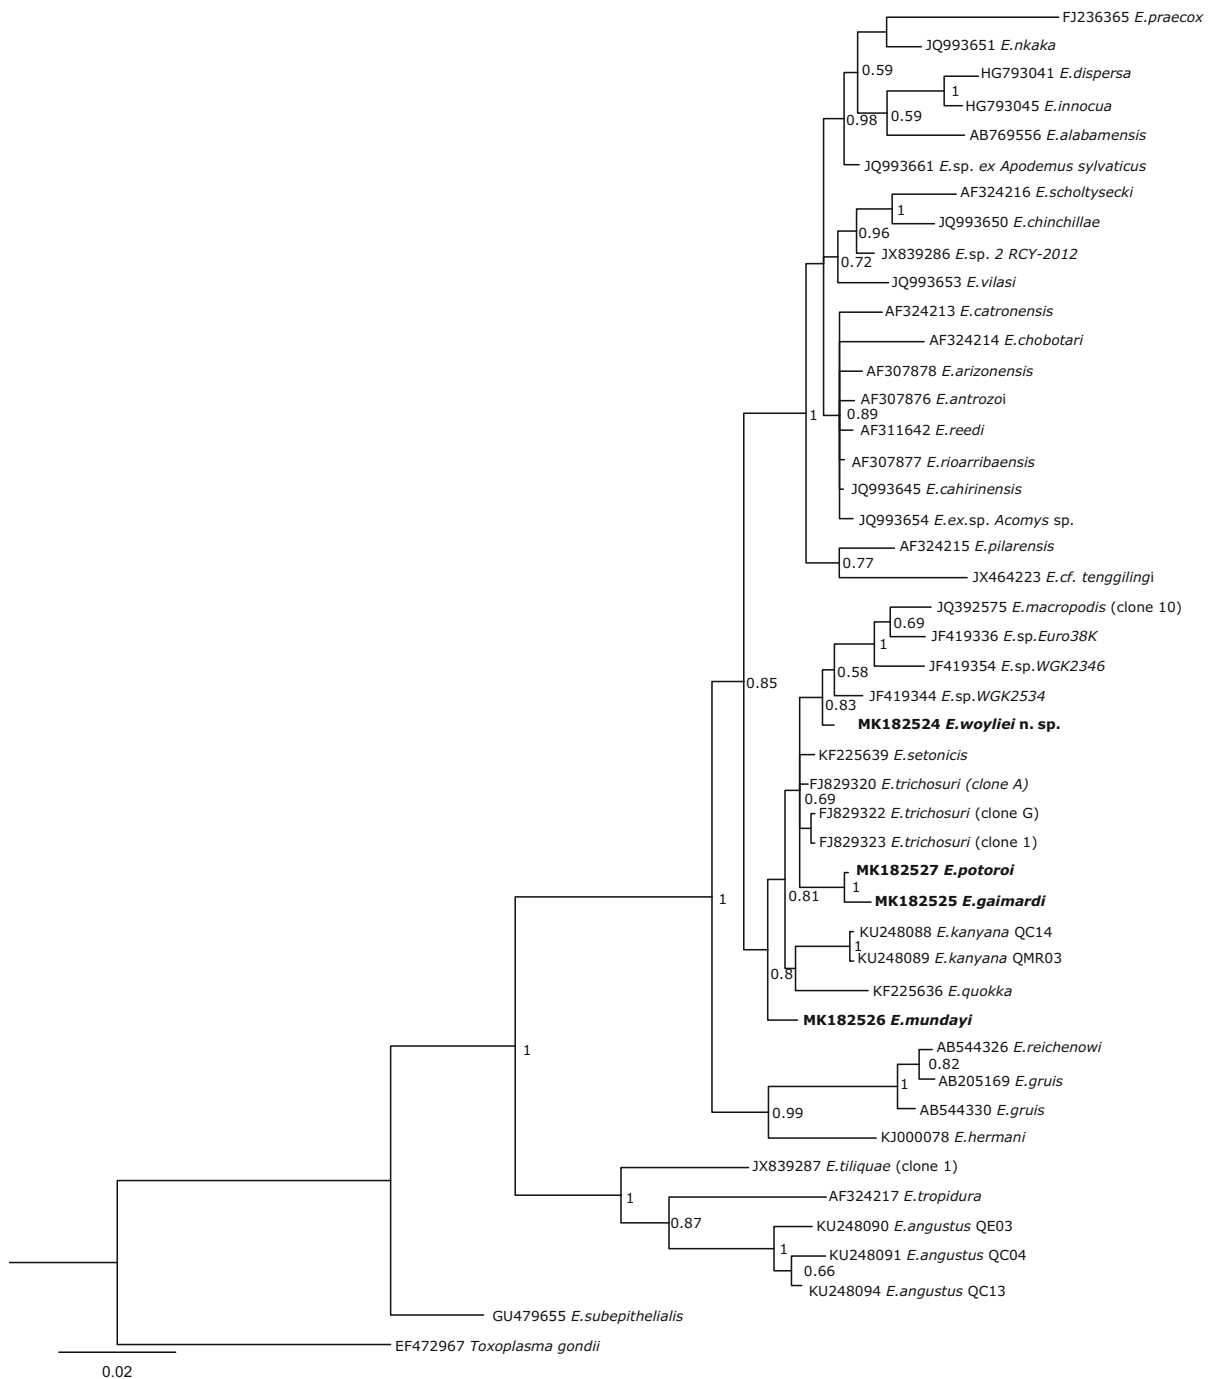 FJ236365 E.praecox
JQ993651 E.nkaka
0.59
HG793041 E.dispersa
1
HG793045 E.innocua
0.98
0.59
AB769556 E.alabamensis
JQ993661 E.sp. ex Apodemus sylvaticus
AF324216 E.scholtysecki
1
JQ993650 E.chinchillae
0.96
JX839286 E.sp. 2 RCY-2012
0.72
JQ993653 E.vilasi
AF324213 E.catronensis
AF324214 E.chobotari
AF307878 E.arizonensis
AF307876 E.antrozoi
1
0.89
AF311642 E.reedi
AF307877 E.rioarribaensis
JQ993645 E.cahirinensis
JQ993654 E.ex.sp. Acomys sp.
AF324215 E.pilarensis
0.77
JX464223 E.cf. tenggilingi
JQ392575 E.macropodis (clone 10)
0.69
JF419336 E.sp.Euro38K
1
JF419354 E.sp.WGK2346
0.58
0.85
JF419344 E.sp.WGK2534
0.83
MK182524 E.woyliei n. sp.
KF225639 E.setonicis
FJ829320 E.trichosuri (clone A)
0.69
FJ829322 E.trichosuri (clone G)
FJ829323 E.trichosuri (clone 1)
MK182527 E.potoroi
1
0.81
1
MK182525 E.gaimardi
KU248088 E.kanyana QC14
1
KU248089 E.kanyana QMR03
0.8
KF225636 E.quokka
MK182526 E.mundayi
AB544326 E.reichenowi
1
0.82
AB205169 E.gruis
1
AB544330 E.gruis
0.99
KJ000078 E.hermani
JX839287 E.tiliquae (clone 1)
1
AF324217 E.tropidura
0.87
KU248090 E.angustus QE03
1
KU248091 E.angustus QC04
0.66
KU248094 E.angustus QC13
GU479655 E.subepithelialis
EF472967 Toxoplasma gondii
0.02